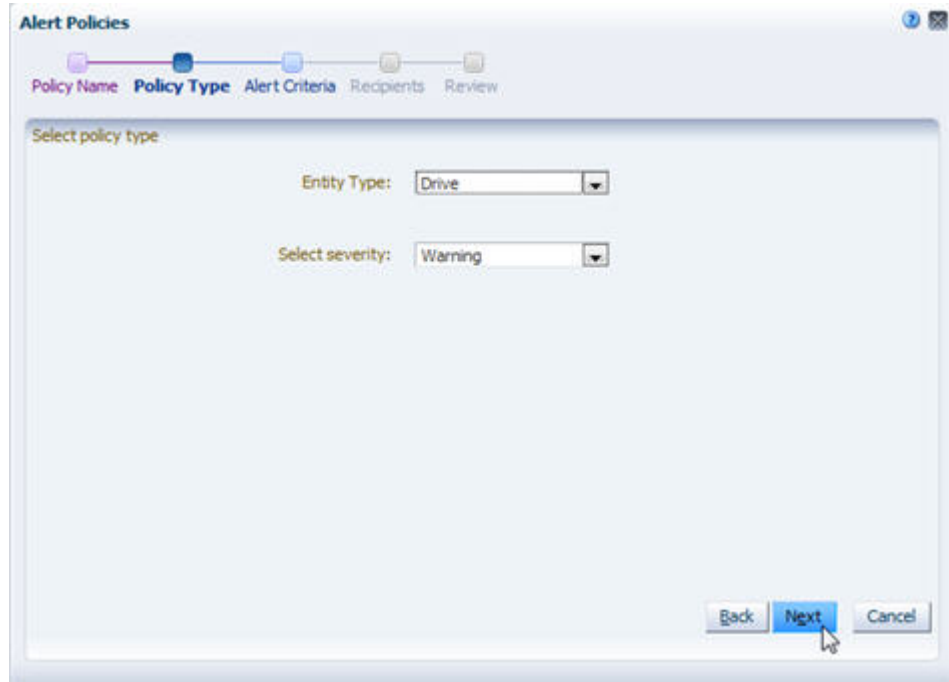 Alert Policies
Policy Name Policy Type Alert Criteria Recipients Review
Select policy type
Entity Type: Drive
Select severity: Warning
Back Next Cancel